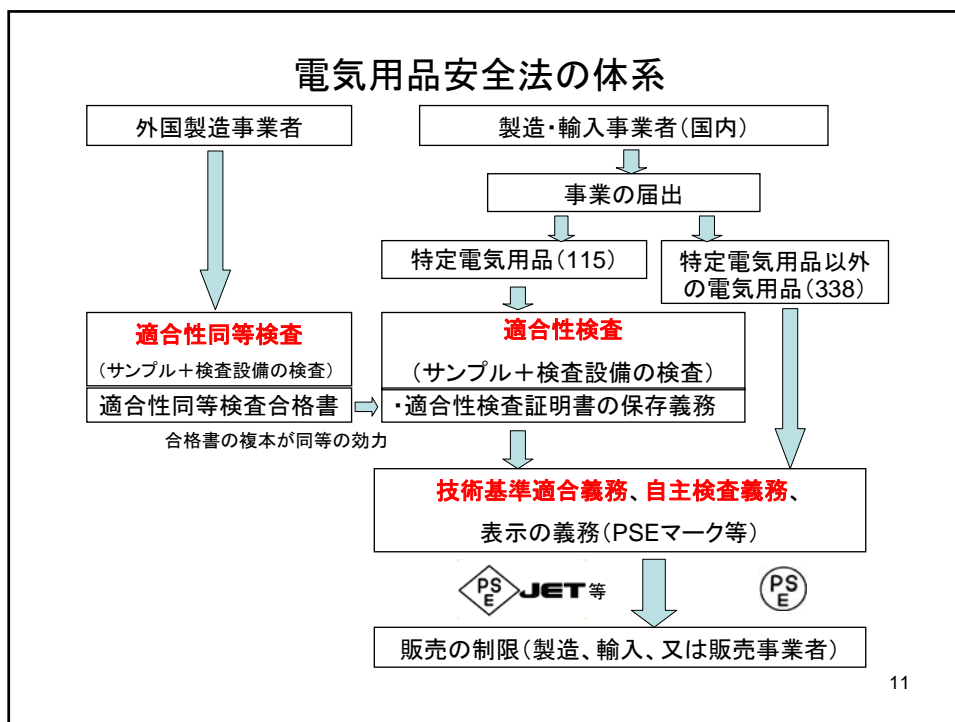 電気用品安全法の体系
外国製造事業者
製造・輸入事業者(国内)
事業の届出
特定電気用品(115)
特定電気用品以外
の電気用品(338)
適合性同等検査
(サンプル+検査設備の検査)
適合性同等検査合格書
適合性検査
(サンプル+検査設備の検査)
・適合性検査証明書の保存義務
合格書の複本が同等の効力
技術基準適合義務、自主検査義務、
表示の義務(PSEマーク等)
PS
E
JET等
PS
E
販売の制限(製造、輸入、又は販売事業者)
11